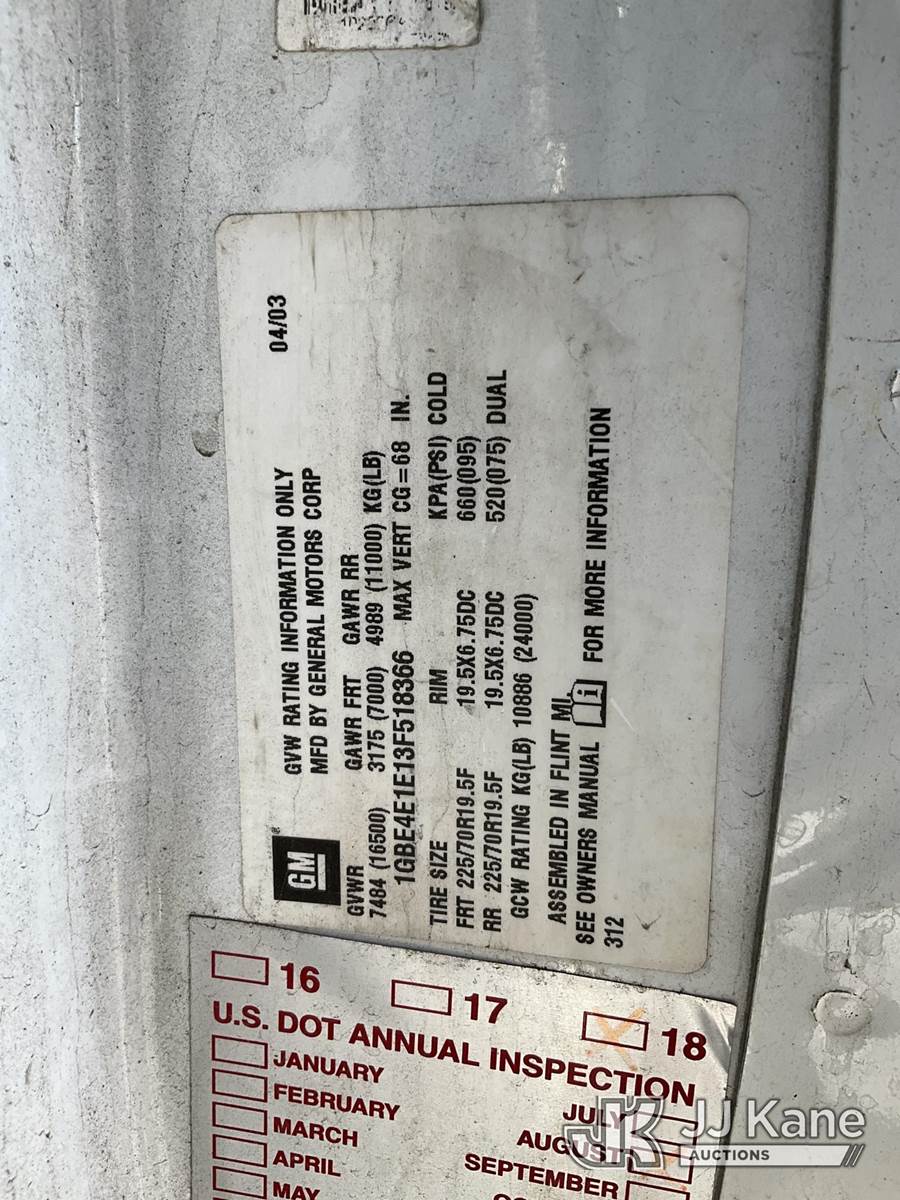 04/03
GVW RATING INFORMATION ONLY
MFD BY GENERAL MOTORS CORP
GM
GVWR GAWR FRT GAWR RR
7484 (16500) 3175 (7000) 4989 (11000) KG(LB)
1GBE4E1E13F518366 MAX VERT CG=68 IN.
TIRE SIZE RIM KPA(PSI) COLD
FRT 225/70R19.5F 19.5X6.75DC 660(095)
RR 225/70R19.5F 19.5X6.75DC 520(075) DUAL
GCW RATING KG(LB) 10886 (24000)
ASSEMBLED IN FLINT MI.
SEE OWNERS MANUAL i FOR MORE INFORMATION
312
16 17 18
U.S. DOT ANNUAL INSPECTION
JANUARY
FEBRUARY
MARCH
APRIL
MAY
JULY
AUGUST
SEPTEMBER
JK JJ Kane
AUCTIONS